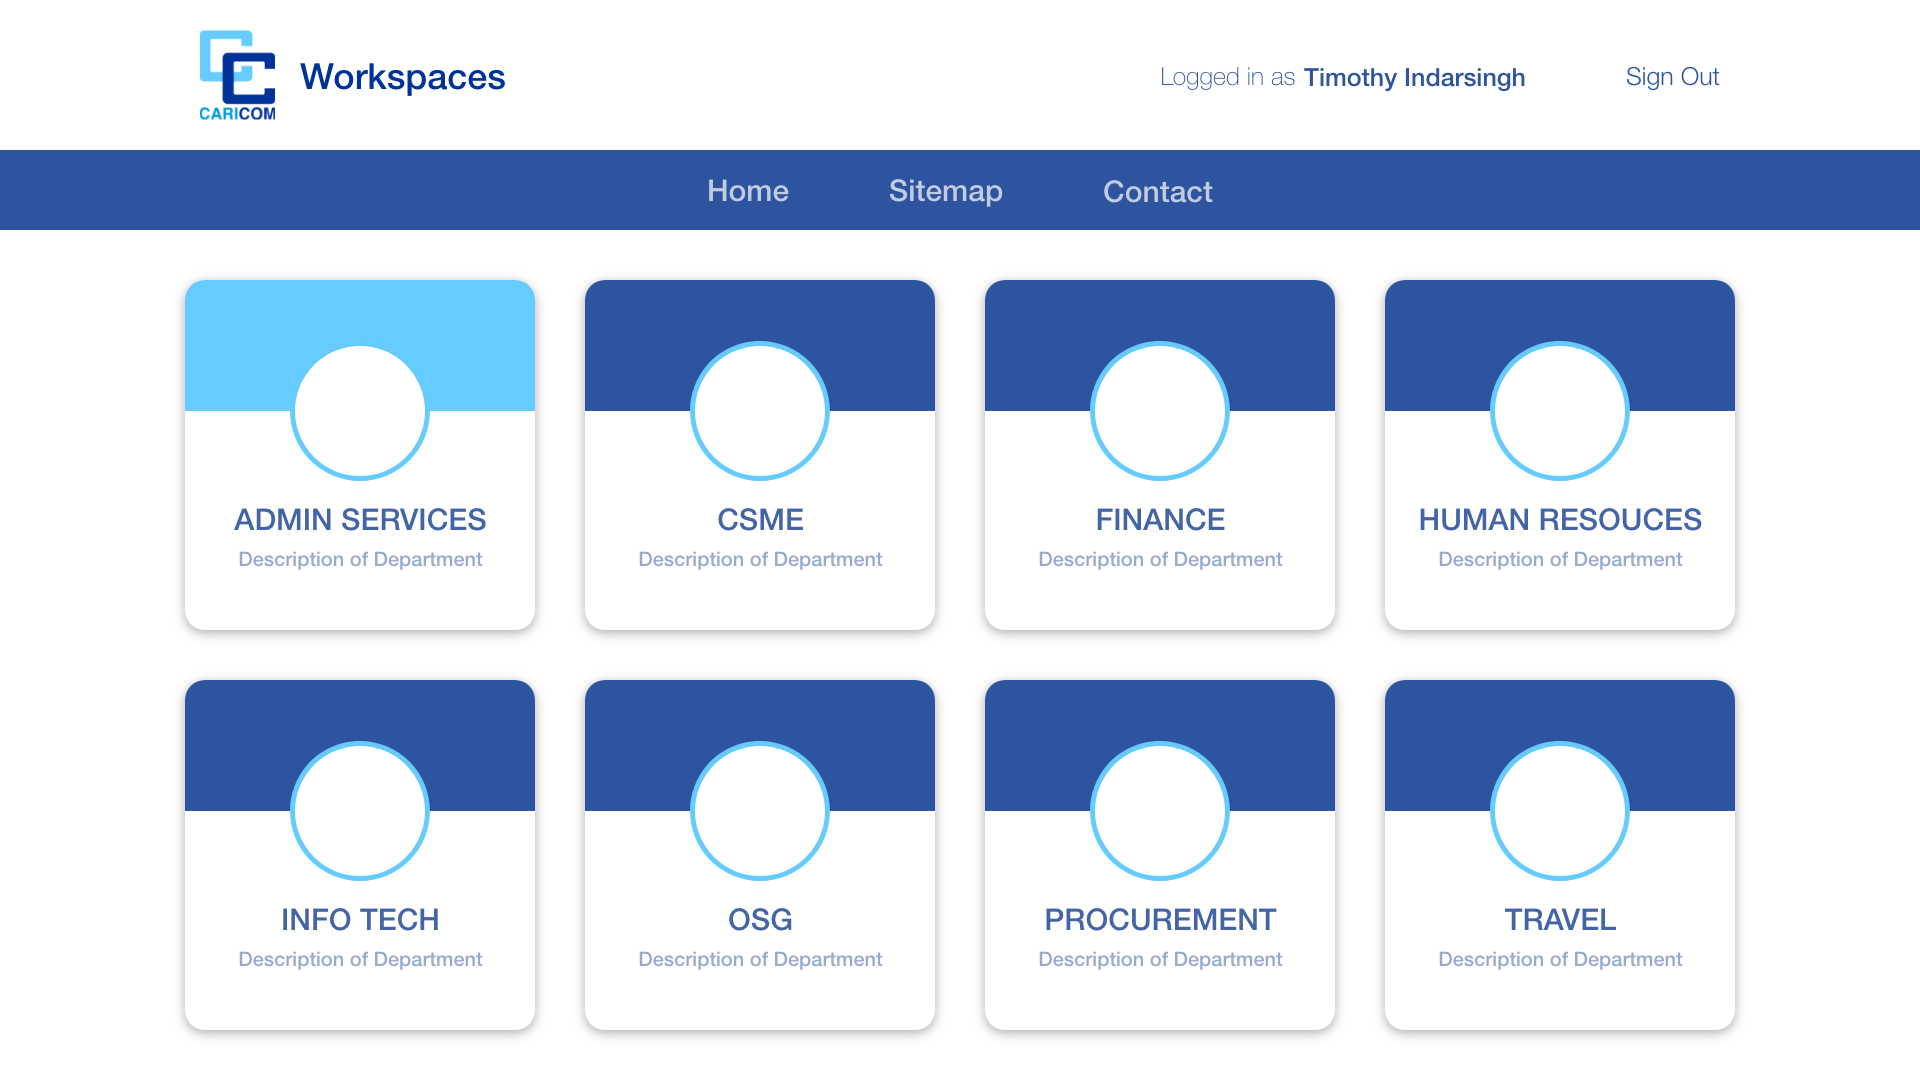 CARICOM
Workspaces
Logged in as Timothy Indarsingh
Sign Out
Home
Sitemap
Contact
ADMIN SERVICES
Description of Department
CSME
Description of Department
FINANCE
Description of Department
HUMAN RESOUCES
Description of Department
INFO TECH
Description of Department
OSG
Description of Department
PROCUREMENT
Description of Department
TRAVEL
Description of Department